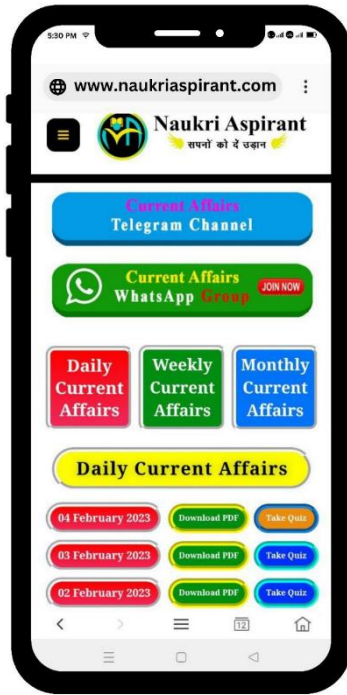 5:30 PM
www.naukriaspirant.com
Naukri Aspirant
सपनों को दें उड़ान
Current Affairs
Telegram Channel
Current Affairs
WhatsApp Group
JOIN NOW
Daily Current Affairs
Weekly Current Affairs
Monthly Current Affairs
Daily Current Affairs
04 February 2023 Download PDF Take Quiz
03 February 2023 Download PDF Take Quiz
02 February 2023 Download PDF Take Quiz
12